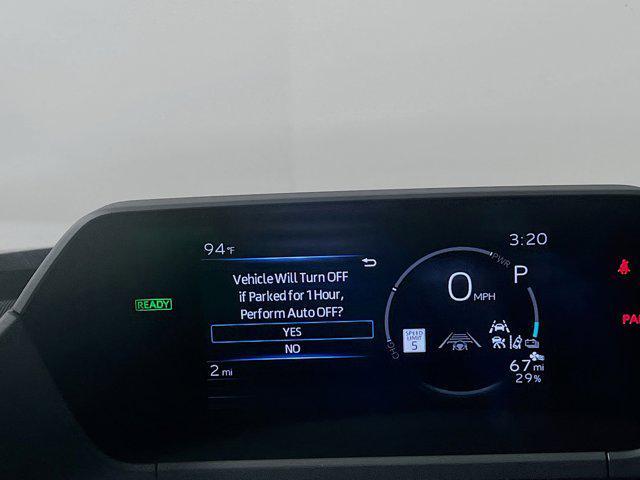 94°F
3:20
READY
Vehicle Will Turn OFF
if Parked for 1 Hour,
Perform Auto OFF?
YES
NO
2 mi
PWR
P
0 MPH
CHG
SPEED
LIMIT
5
67 mi
29%